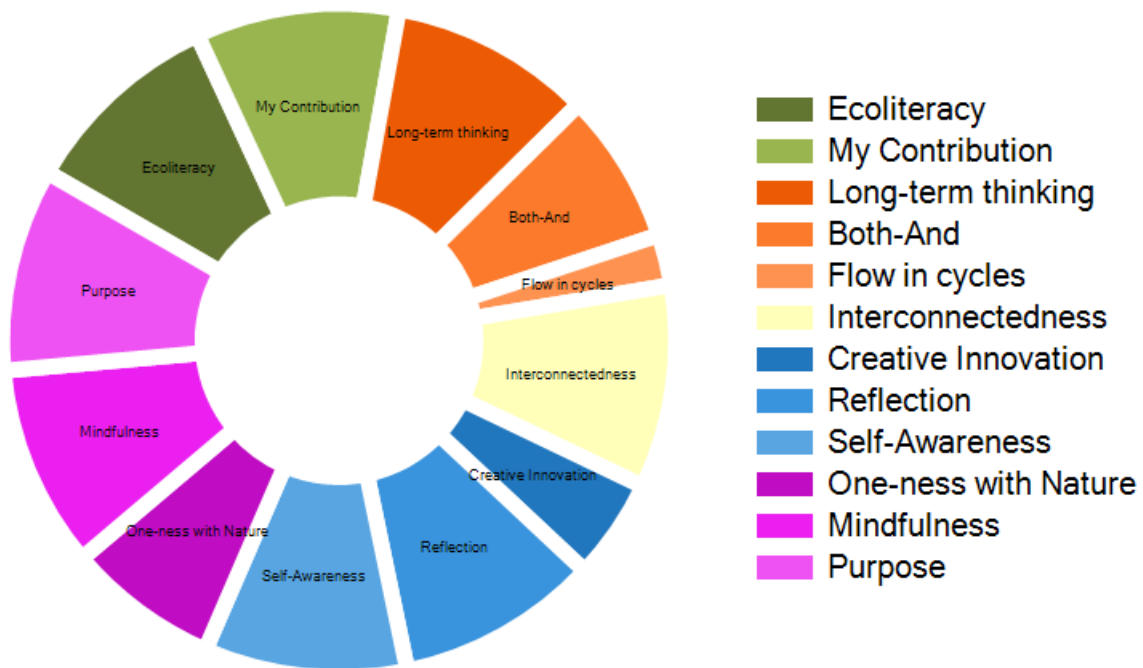 My Contribution
Long-term thinking
Ecoliteracy
Both-And
Flow in cycles
Purpose
Interconnectedness
Mindfulness
Creative Innovation
One-ness with Nature
Reflection
Self-Awareness
Ecoliteracy
My Contribution
Long-term thinking
Both-And
Flow in cycles
Interconnectedness
Creative Innovation
Reflection
Self-Awareness
One-ness with Nature
Mindfulness
Purpose